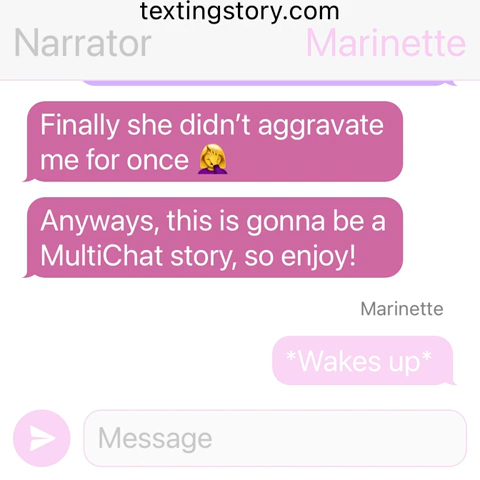 textingstory.com
Narrator
Marinette
Finally she didn't aggravate
me for once 🤦‍♀️
Anyways, this is gonna be a
MultiChat story, so enjoy!
Marinette
*Wakes up*
Message